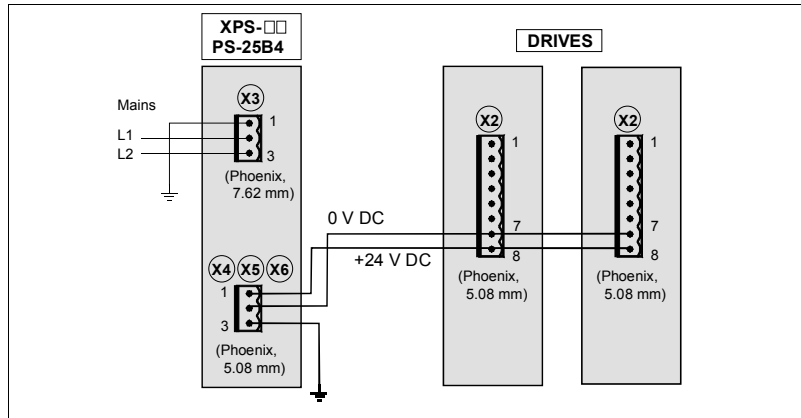 XPS-□□
PS-25B4
DRIVES
Mains
L1
L2
X3
1
3
(Phoenix,
7.62 mm)
X4 X5 X6
1
3
(Phoenix,
5.08 mm)
0 V DC
+24 V DC
X2
1
7
8
(Phoenix,
5.08 mm)
X2
1
7
8
(Phoenix,
5.08 mm)